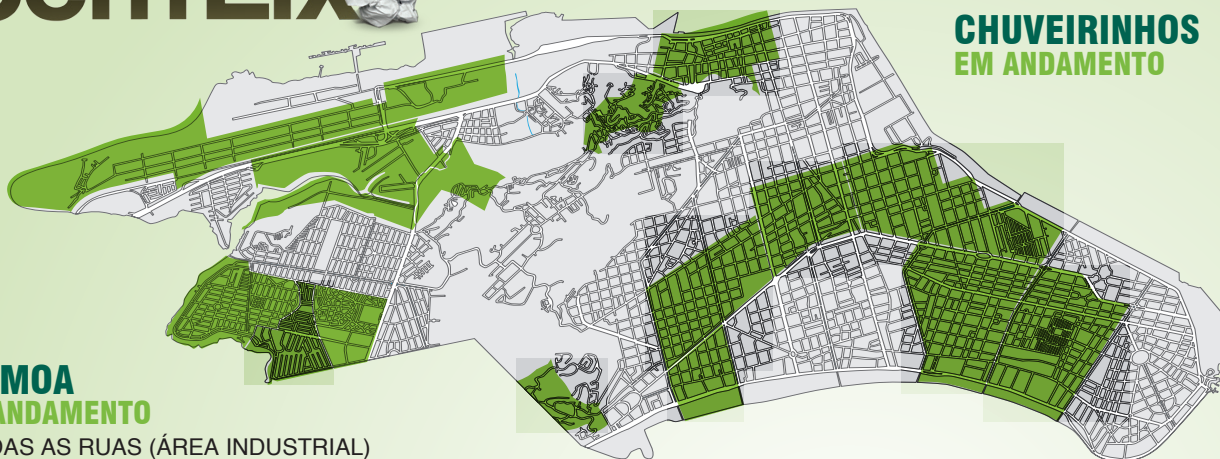 CHUVEIRINHOS
EM ANDAMENTO
MOA
ANDAMENTO
DAS AS RUAS (ÁREA INDUSTRIAL)